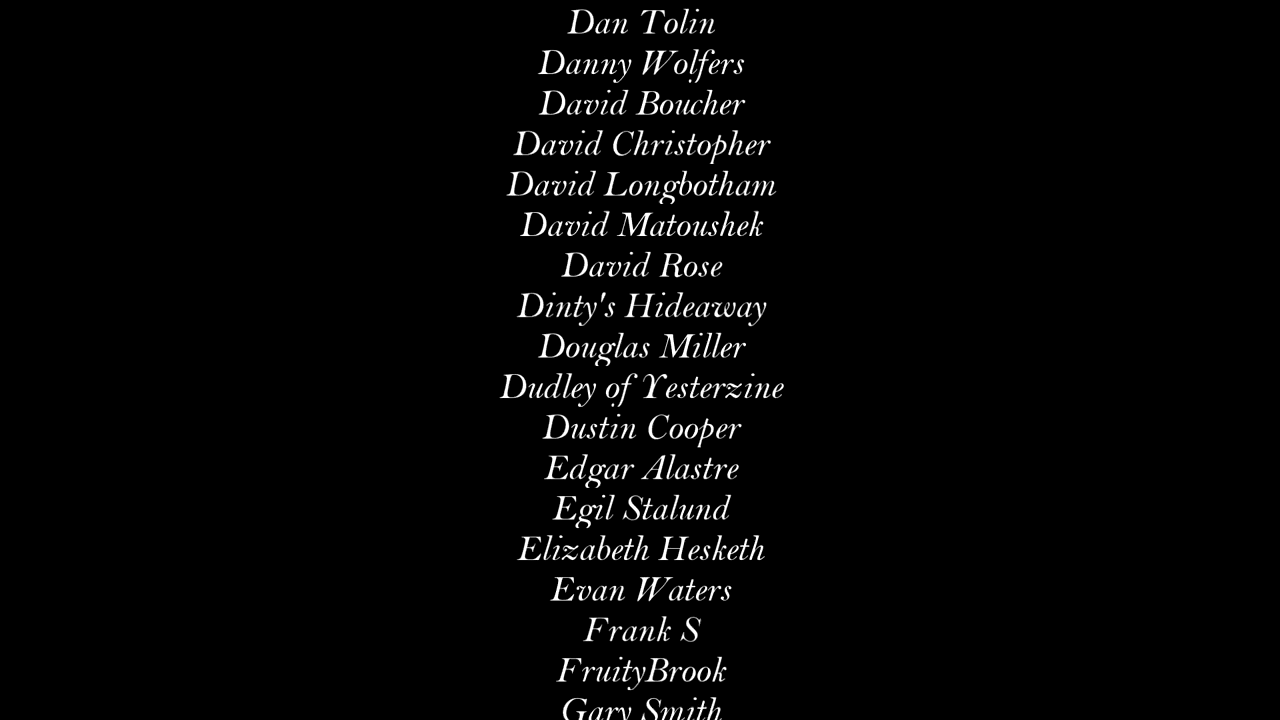 Dan Tolin
Danny Wolfers
David Boucher
David Christopher
David Longbotham
David Matoushek
David Rose
Dinty's Hideaway
Douglas Miller
Dudley of Yesterzine
Dustin Cooper
Edgar Alastre
Egil Stalund
Elizabeth Hesketh
Evan Waters
Frank S
FruityBrook
Gary Smith